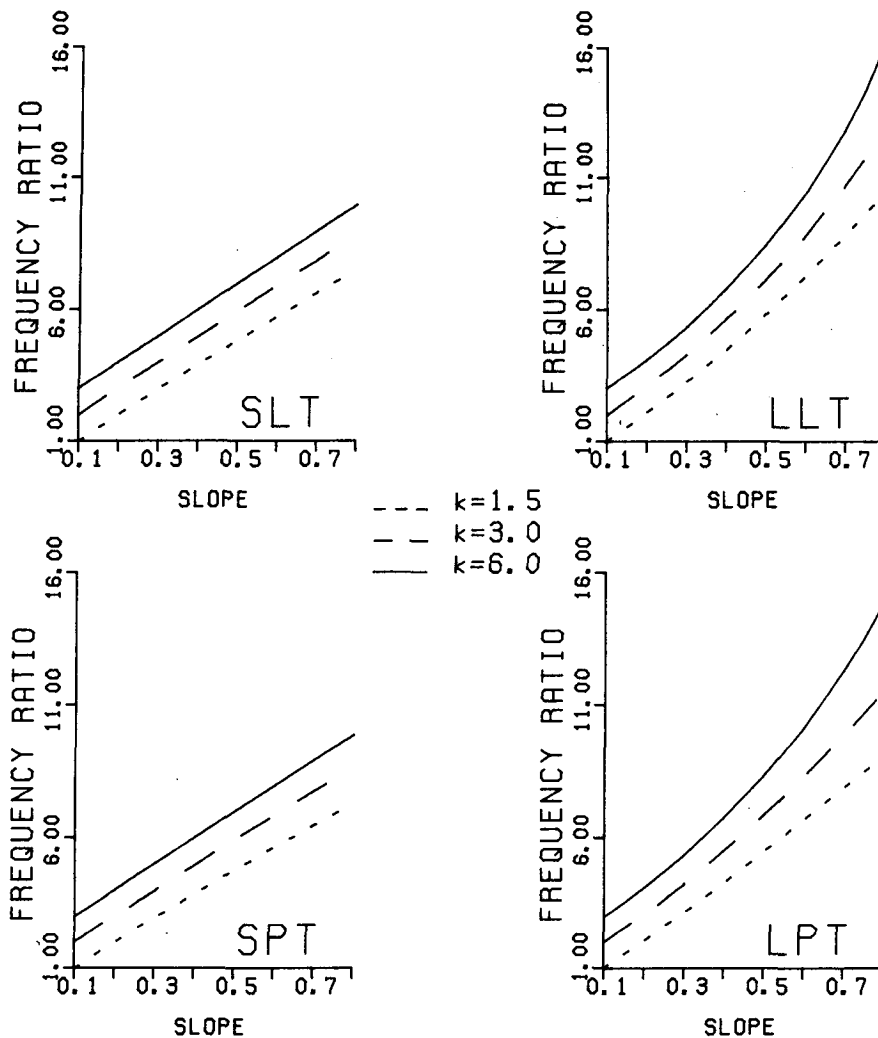 FREQUENCY RATIO
16.00
11.00
6.00
1.00
0.1 0.3 0.5 0.7
SLOPE
SLT
FREQUENCY RATIO
16.00
11.00
6.00
1.00
0.1 0.3 0.5 0.7
SLOPE
LLT
k=1.5
k=3.0
k=6.0
FREQUENCY RATIO
16.00
11.00
6.00
1.00
0.1 0.3 0.5 0.7
SLOPE
SPT
FREQUENCY RATIO
16.00
11.00
6.00
1.00
0.1 0.3 0.5 0.7
SLOPE
LPT